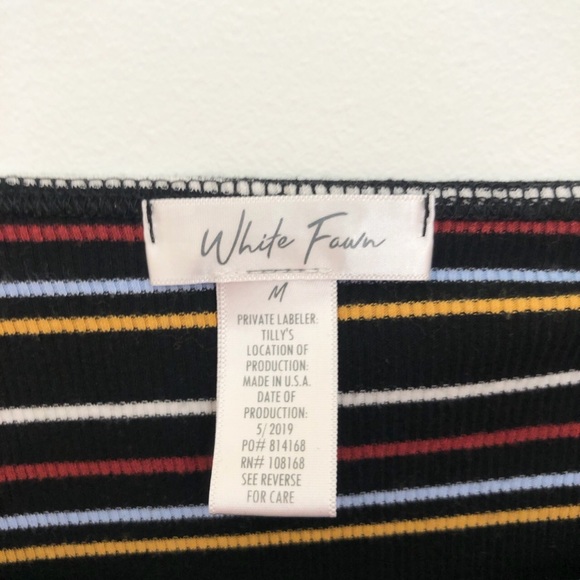 White Fawn
M
PRIVATE LABELER:
TILLY'S
LOCATION OF
PRODUCTION:
MADE IN U.S.A.
DATE OF
PRODUCTION:
5/2019
PO# 814168
RN# 108168
SEE REVERSE
FOR CARE